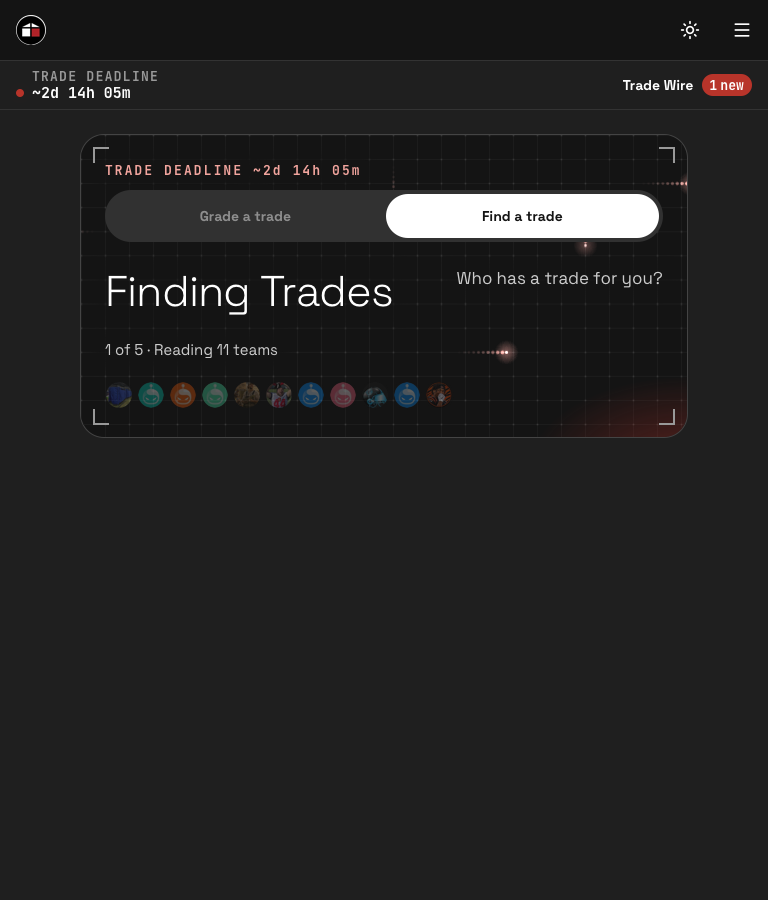 TRADE DEADLINE
~2d 14h 05m
Trade Wire
1 new
TRADE DEADLINE ~2d 14h 05m
Grade a trade
Find a trade
Finding Trades
Who has a trade for you?
1 of 5 · Reading 11 teams